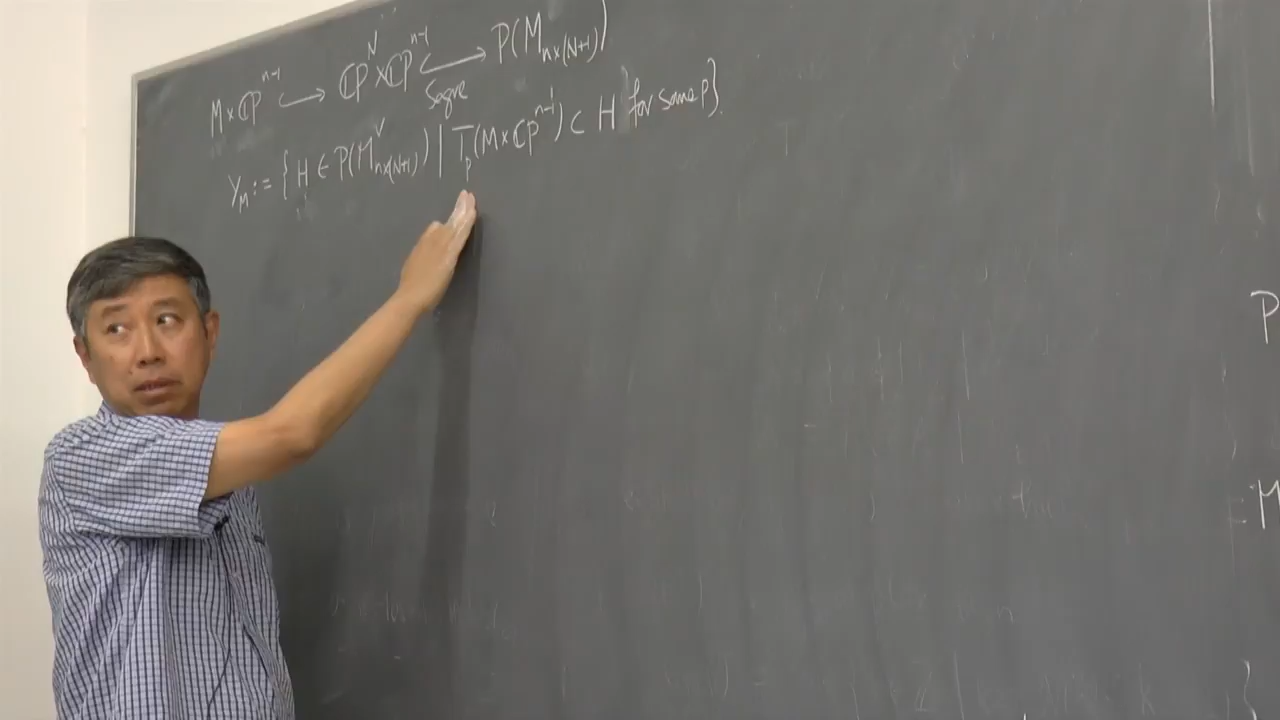 M × ℂP^{n-1} ↪ ℂP^N × ℂP^{n-1} ↪ P(M_{n×(N+1)})
Segre
Y_M := { H ∈ P(M^∨_{n×(N+1)}) | T_p(M × ℂP^{n-1}) ⊂ H for some p }.
P
= M